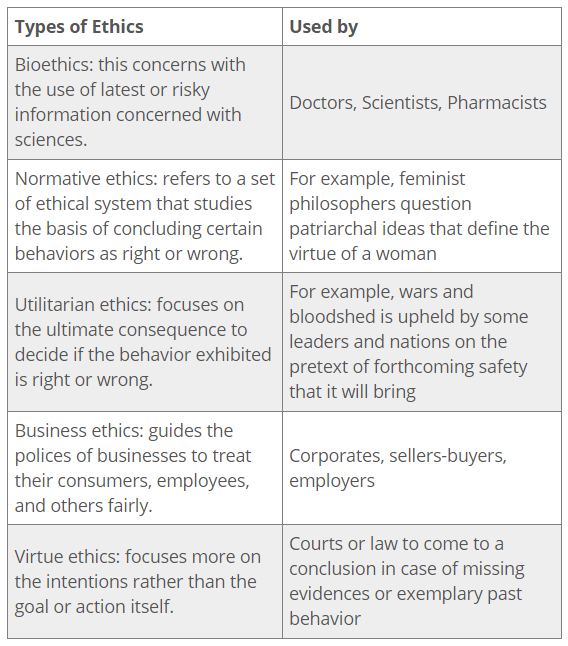 Types of Ethics
Used by
Bioethics: this concerns with
the use of latest or risky
information concerned with
sciences.
Doctors, Scientists, Pharmacists
Normative ethics: refers to a set
of ethical system that studies
the basis of concluding certain
behaviors as right or wrong.
For example, feminist
philosophers question
patriarchal ideas that define the
virtue of a woman
Utilitarian ethics: focuses on
the ultimate consequence to
decide if the behavior exhibited
is right or wrong.
For example, wars and
bloodshed is upheld by some
leaders and nations on the
pretext of forthcoming safety
that it will bring
Business ethics: guides the
polices of businesses to treat
their consumers, employees,
and others fairly.
Corporates, sellers-buyers,
employers
Virtue ethics: focuses more on
the intentions rather than the
goal or action itself.
Courts or law to come to a
conclusion in case of missing
evidences or exemplary past
behavior